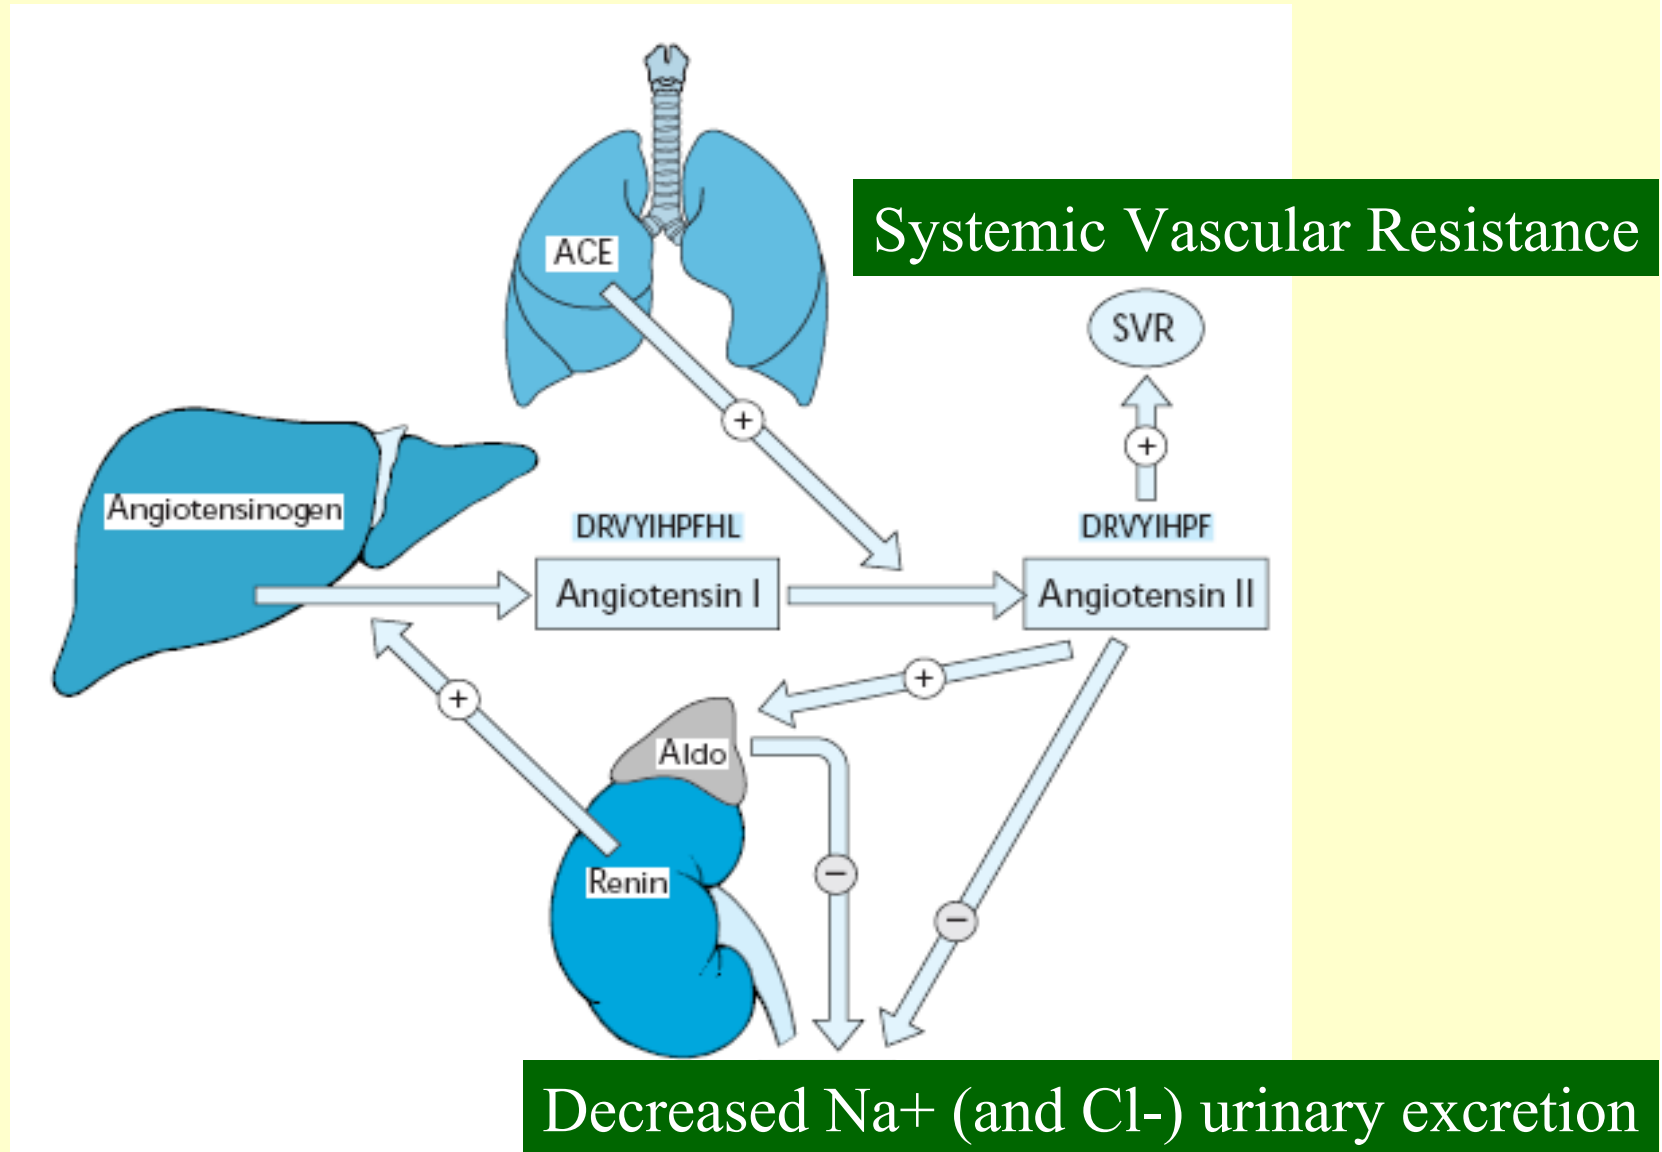 ACE
Systemic Vascular Resistance
SVR
+
+
Angiotensinogen
DRVYIHPFHL
DRVYIHPF
Angiotensin I
Angiotensin II
+
+
Aldo
Renin
−
−
Decreased Na+ (and Cl-) urinary excretion